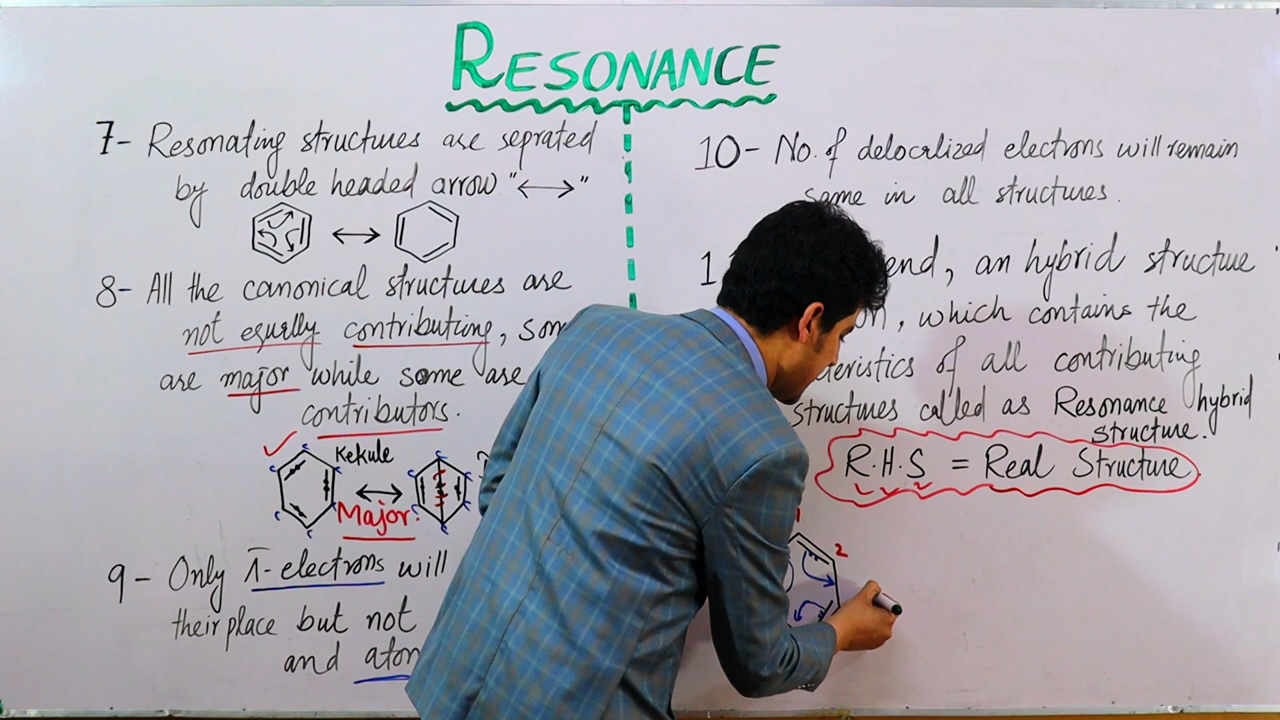 RESONANCE
7- Resonating structures are seprated
by double headed arrow "⟷"
8- All the canonical structures are
not equally contributing,
are major while some are
contributors.
Kekule
Major.
9- Only π-electrons will
their place but not
and
10- No. of delocalized electrons will remain
same in all structures.
end, an hybrid structure
, which contains the
of all contributing
structures called as Resonance hybrid
structure.
R.H.S = Real Structure
1
2